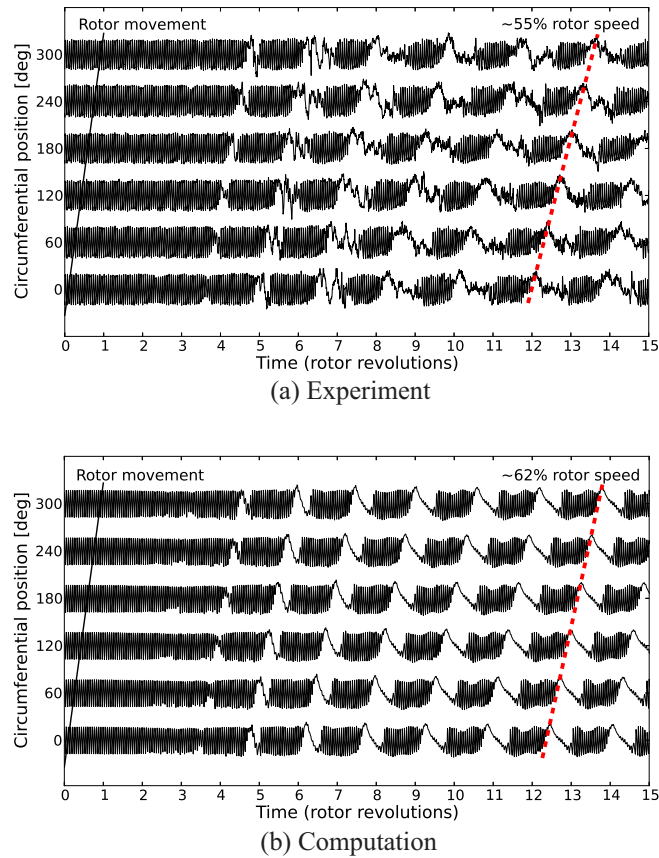 Rotor movement ~55% rotor speed
Circumferential position [deg]
300
240
180
120
60
0
0 1 2 3 4 5 6 7 8 9 10 11 12 13 14 15
Time (rotor revolutions)
(a) Experiment
Rotor movement ~62% rotor speed
Circumferential position [deg]
300
240
180
120
60
0
0 1 2 3 4 5 6 7 8 9 10 11 12 13 14 15
Time (rotor revolutions)
(b) Computation